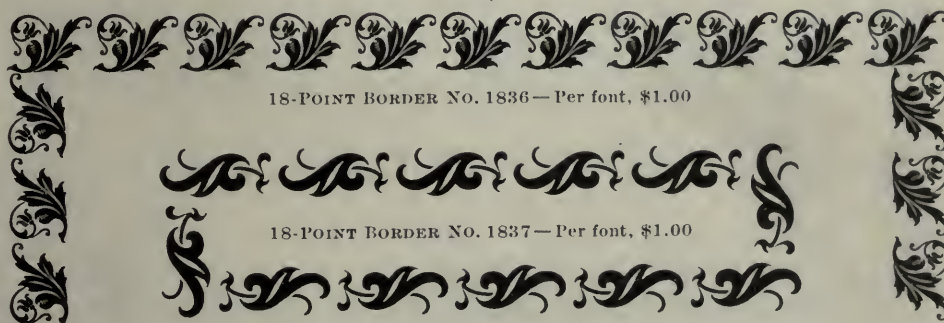 18-POINT BORDER NO. 1836—Per font, $1.00
18-POINT BORDER NO. 1837—Per font, $1.00